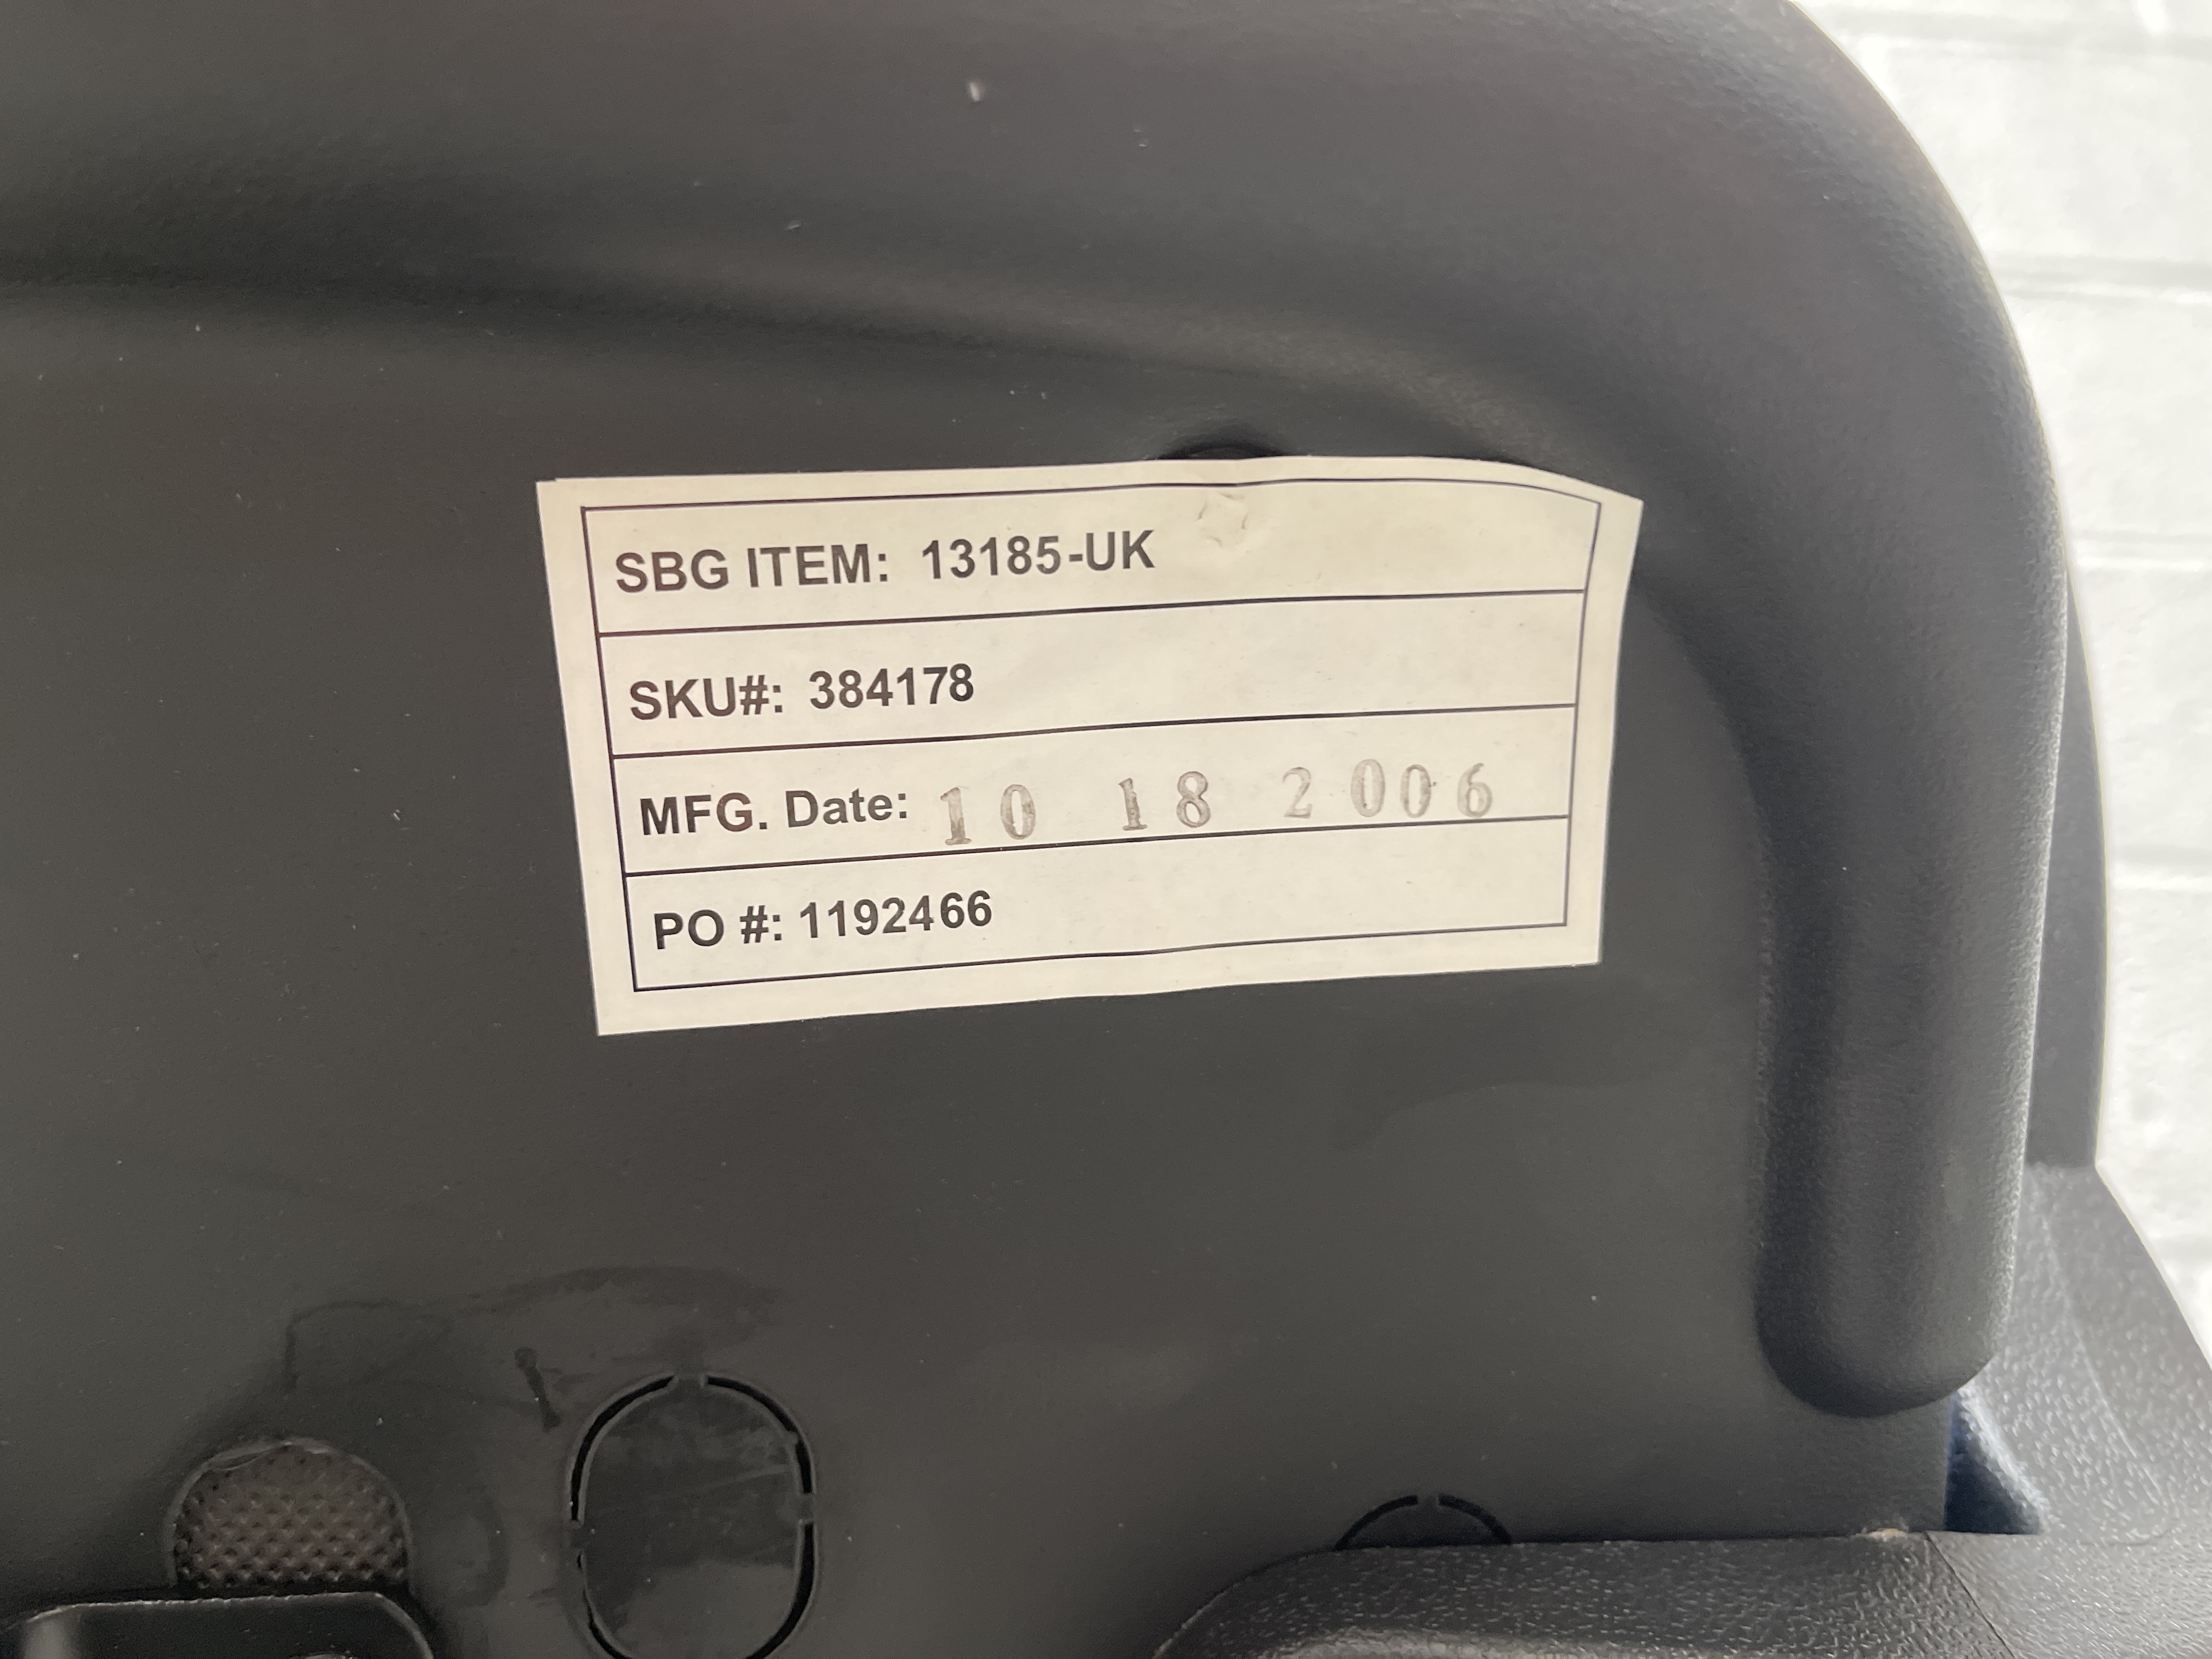 SBG ITEM: 13185-UK
SKU#: 384178
MFG. Date: 10 18 2006
PO #: 1192466